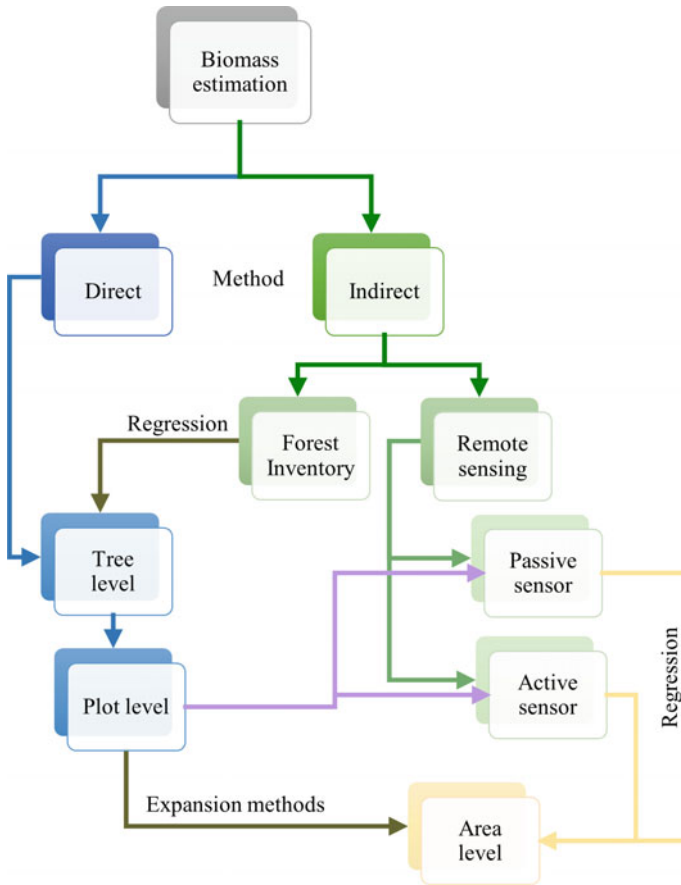 Biomass
estimation
Direct
Method
Indirect
Regression
Forest
Inventory
Remote
sensing
Tree
level
Passive
sensor
Plot level
Active
sensor
Regression
Expansion methods
Area
level